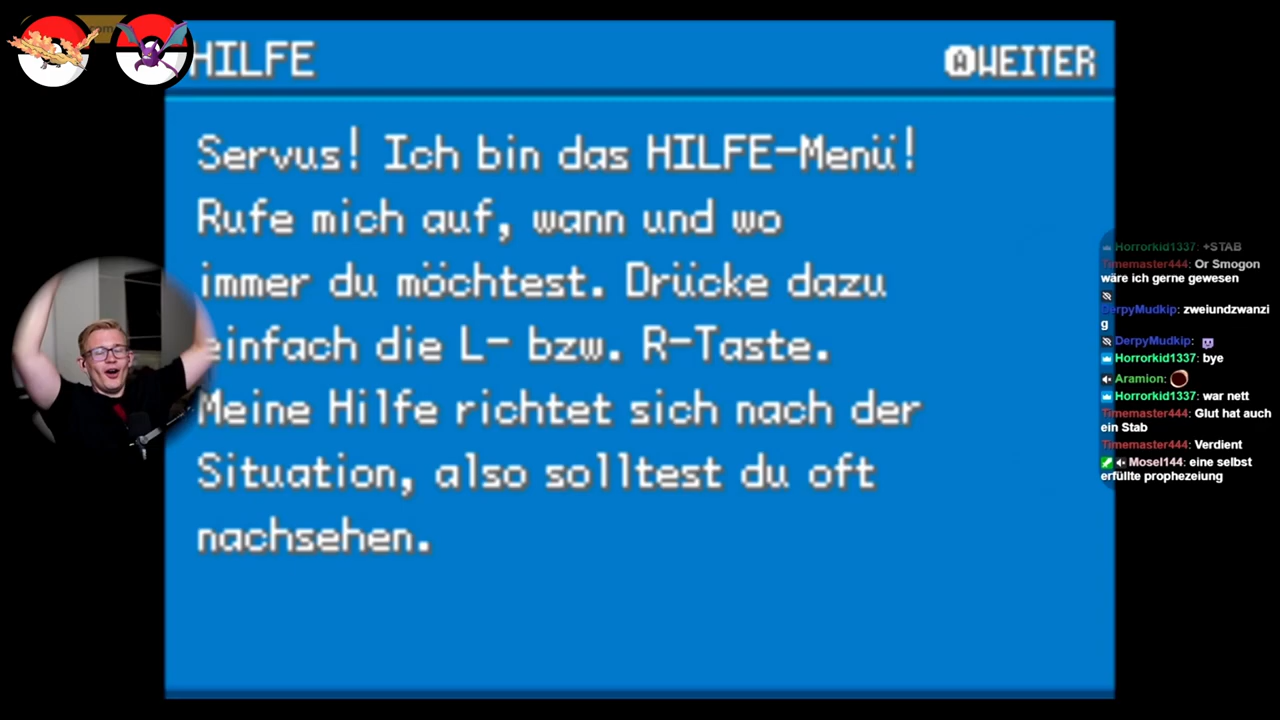 HILFE
AWEITER
Servus! Ich bin das HILFE-Menü!
Rufe mich auf, wann und wo
immer du möchtest. Drücke dazu
einfach die L- bzw. R-Taste.
Meine Hilfe richtet sich nach der
Situation, also solltest du oft
nachsehen.
Horrorkid1337: +STAB
Timemaster444: Or Smogon
wäre ich gerne gewesen
DerpyMudkip: zweiundzwanzi
g
DerpyMudkip:
Horrorkid1337: bye
Aramion:
Horrorkid1337: war nett
Timemaster444: Glut hat auch
ein Stab
Timemaster444: Verdient
Mosel144: eine selbst
erfüllte prophezeiung